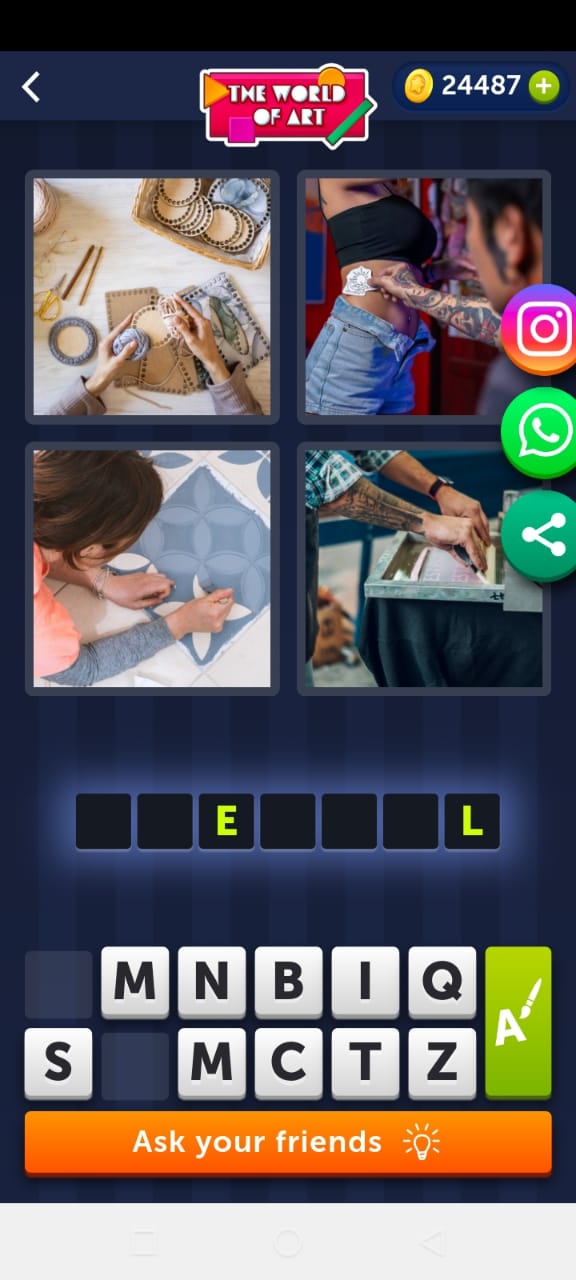 THE WORLD
OF ART
24487 +
E L
M N B I Q
S M C T Z
A
Ask your friends